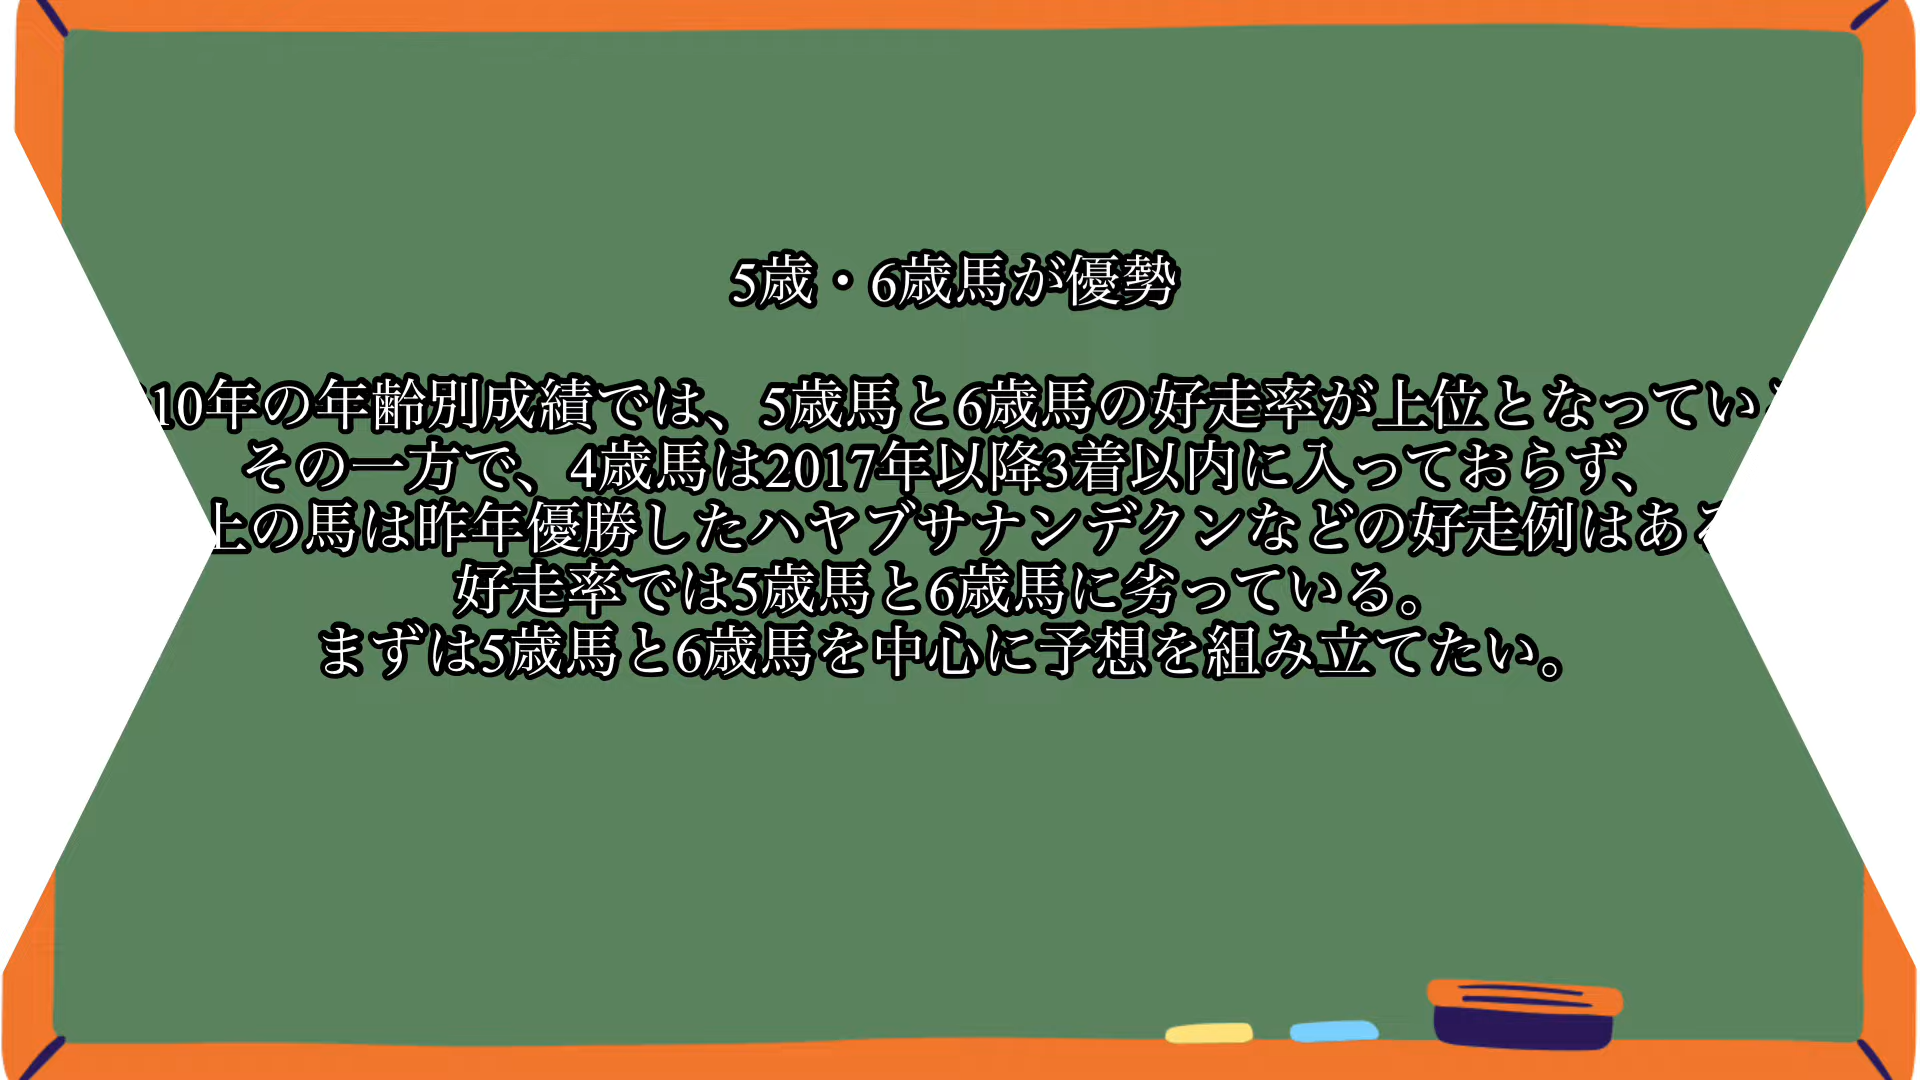 5歳・6歳馬が優勢
10年の年齢別成績では、5歳馬と6歳馬の好走率が上位となってい
その一方で、4歳馬は2017年以降3着以内に入っておらず、
上の馬は昨年優勝したハヤブサナンデクンなどの好走例はある
好走率では5歳馬と6歳馬に劣っている。
まずは5歳馬と6歳馬を中心に予想を組み立てたい。